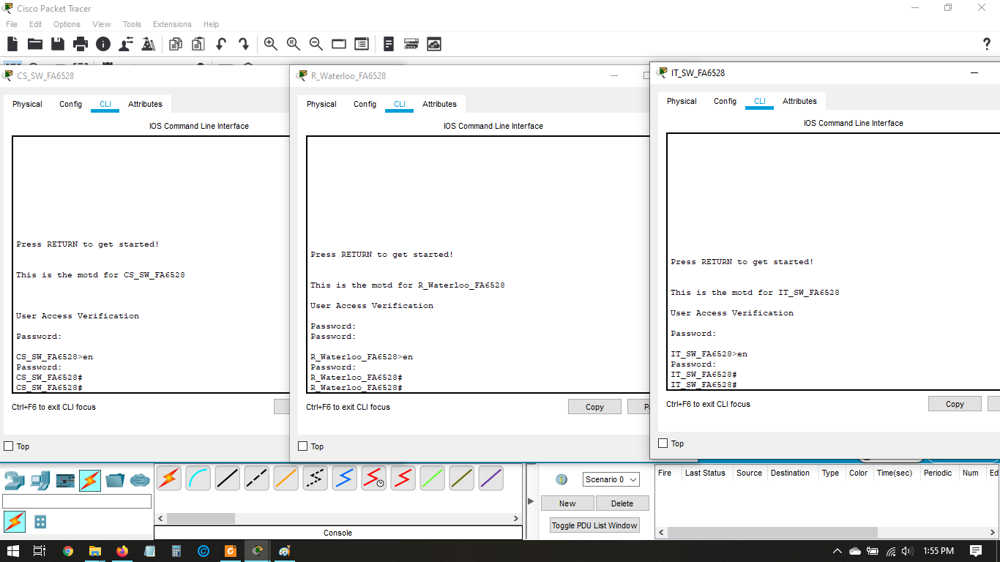 Cisco Packet Tracer
File Edit Options View Tools Extensions Help
CS_SW_FA6528
Physical Config CLI Attributes
IOS Command Line Interface
Press RETURN to get started!
This is the motd for CS_SW_FA6528
User Access Verification
Password:
CS_SW_FA6528>en
Password:
CS_SW_FA6528#
CS_SW_FA6528#
Ctrl+F6 to exit CLI focus
Top
R_Waterloo_FA6528
Physical Config CLI Attributes
IOS Command Line Interface
Press RETURN to get started!
This is the motd for R_Waterloo_FA6528
User Access Verification
Password:
Password:
R_Waterloo_FA6528>en
Password:
R_Waterloo_FA6528#
R_Waterloo_FA6528#
Ctrl+F6 to exit CLI focus
Copy P
Top
IT_SW_FA6528
Physical Config CLI Attributes
IOS Command Line Interface
Press RETURN to get started!
This is the motd for IT_SW_FA6528
User Access Verification
Password:
IT_SW_FA6528>en
Password:
IT_SW_FA6528#
IT_SW_FA6528#
Ctrl+F6 to exit CLI focus
Copy
Top
Console
Scenario 0
New Delete
Toggle PDU List Window
Fire Last Status Source Destination Type Color Time(sec) Periodic Num Ed
1:55 PM